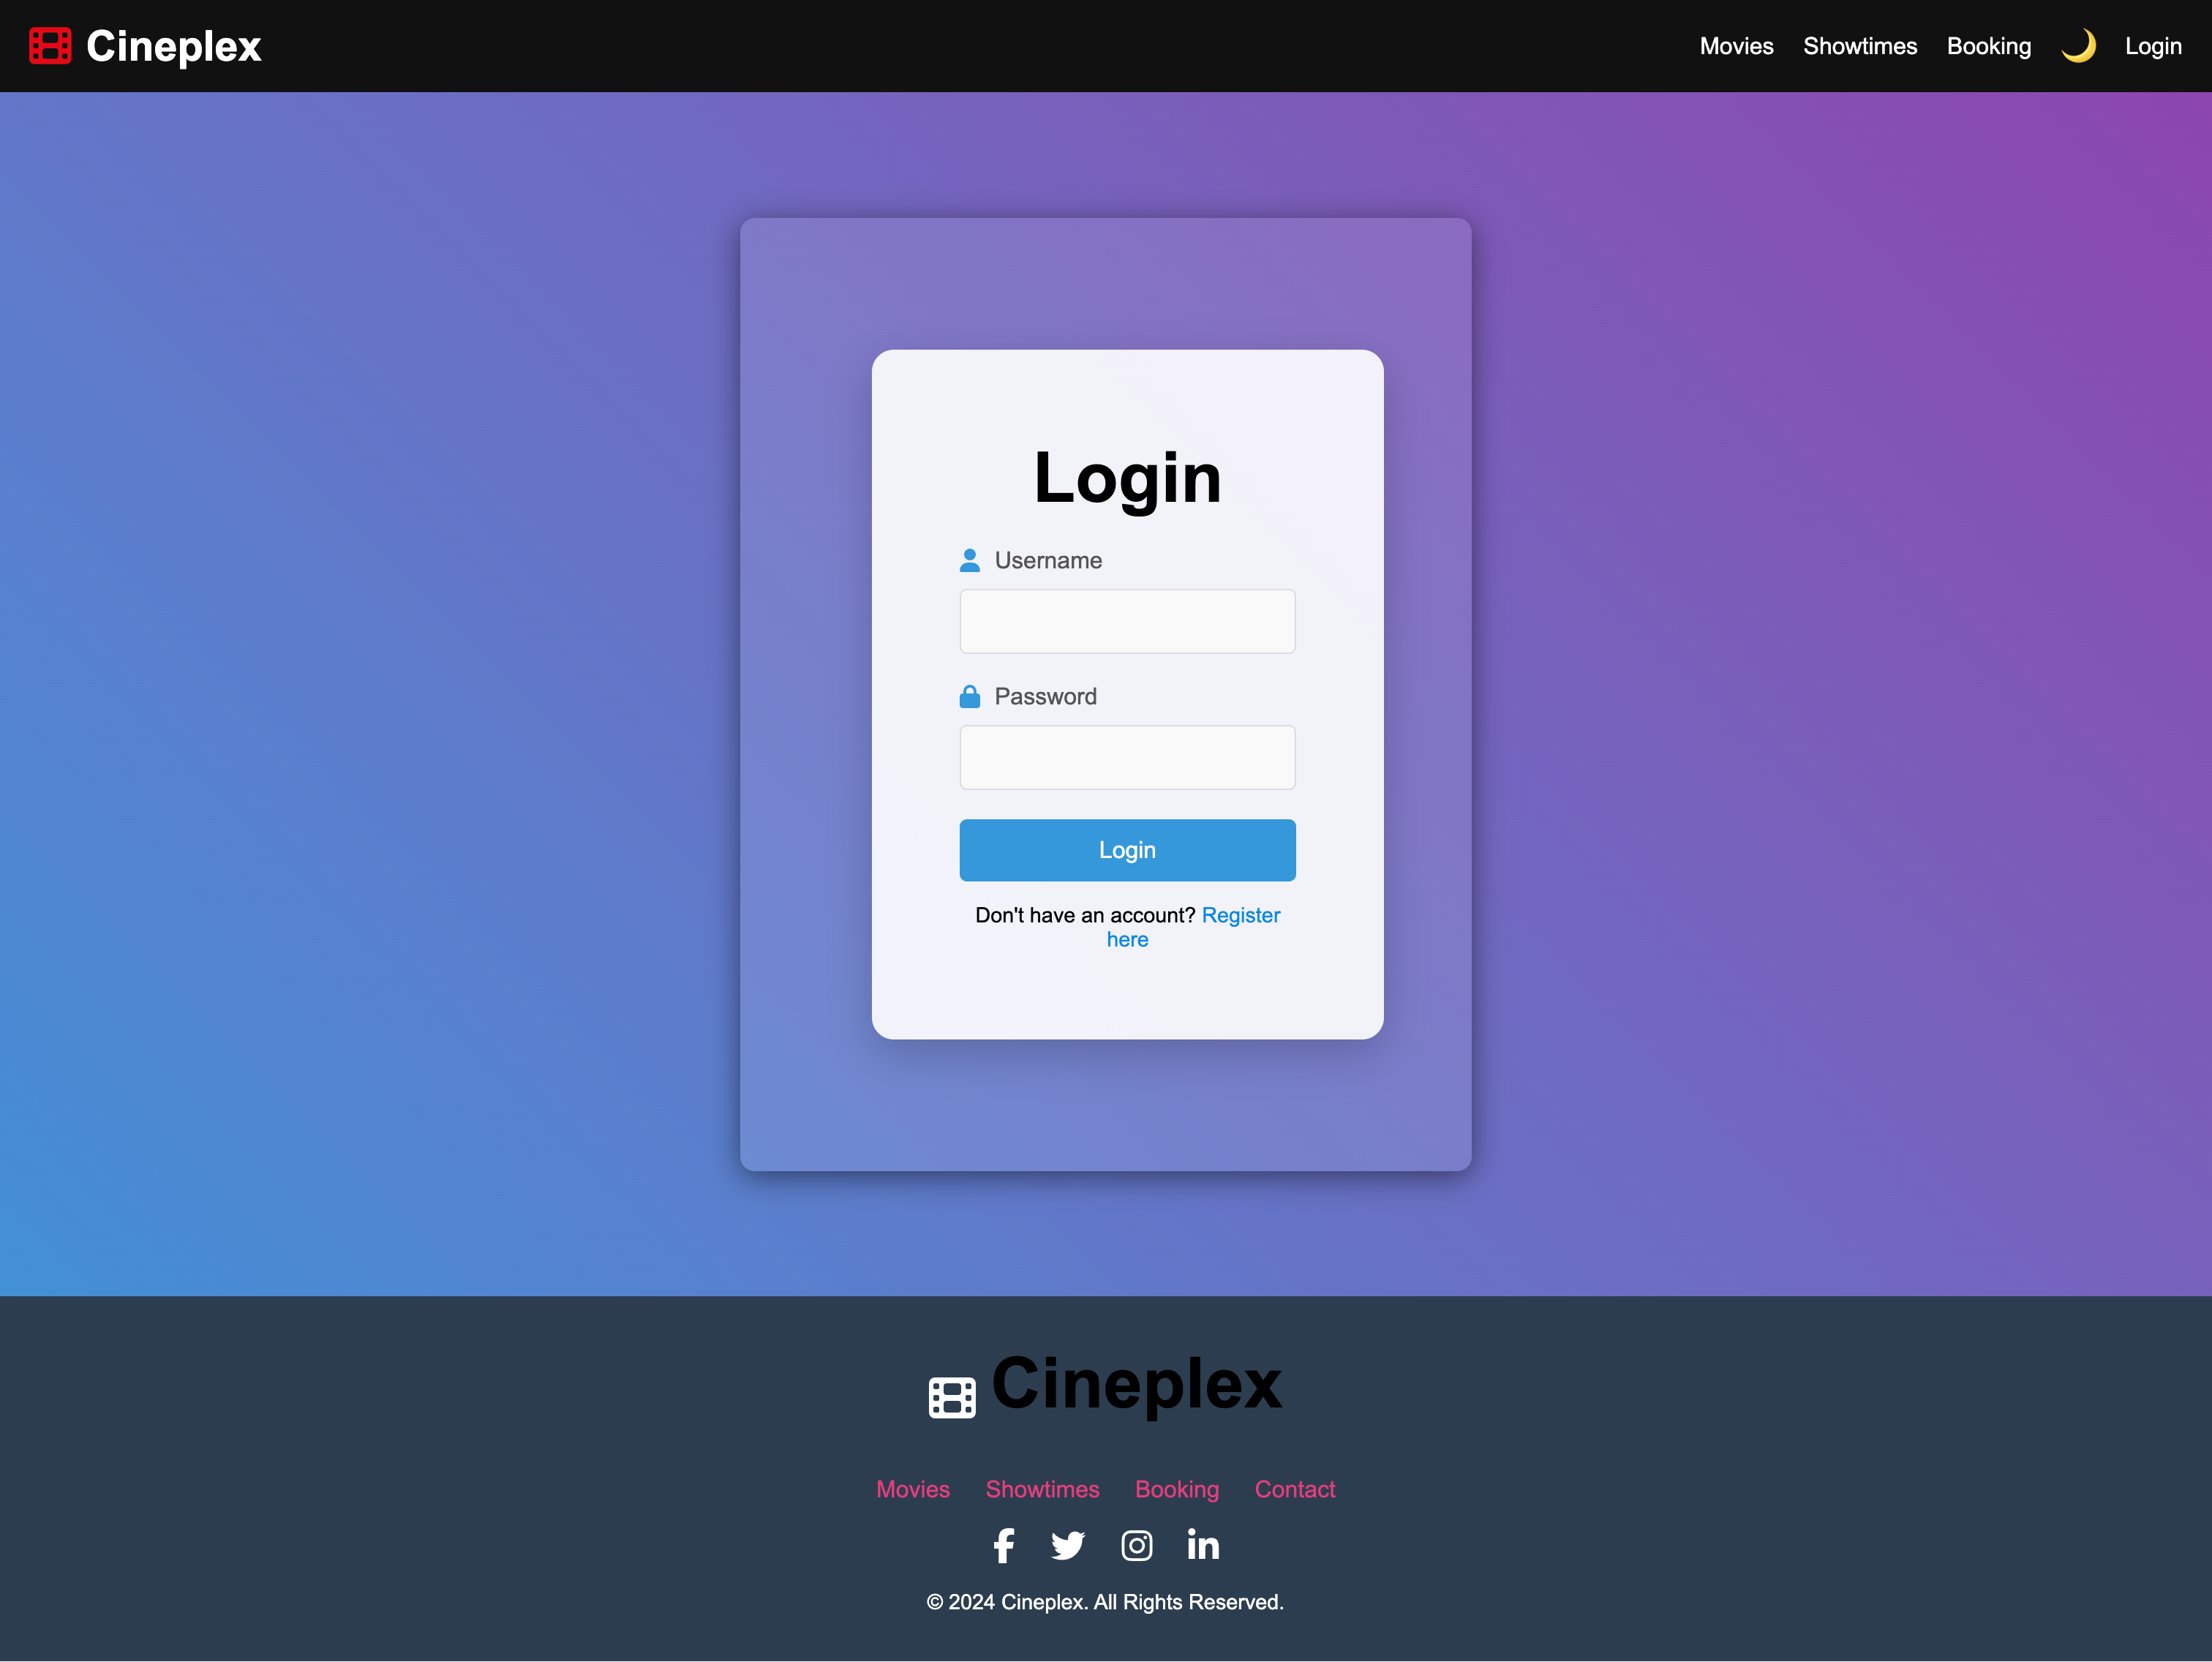 Cineplex
Movies Showtimes Booking Login
Login
Username
Password
Login
Don't have an account? Register
here
Cineplex
Movies Showtimes Booking Contact
© 2024 Cineplex. All Rights Reserved.